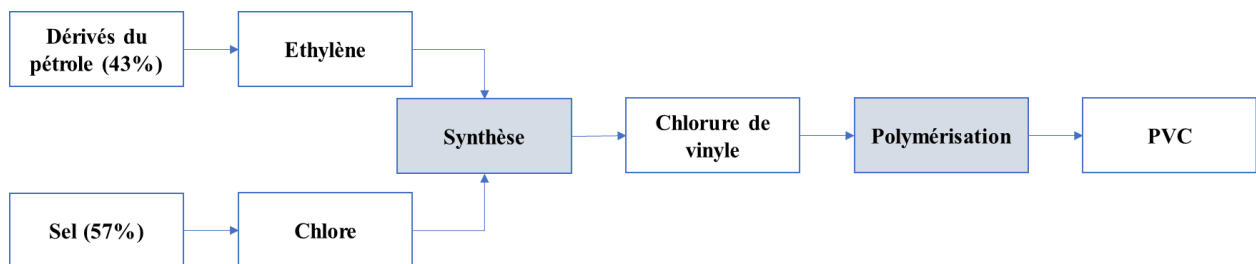 Dérivés du
pétrole (43%)
Ethylène
Synthèse
Chlorure de
vinyle
Polymérisation
PVC
Sel (57%)
Chlore